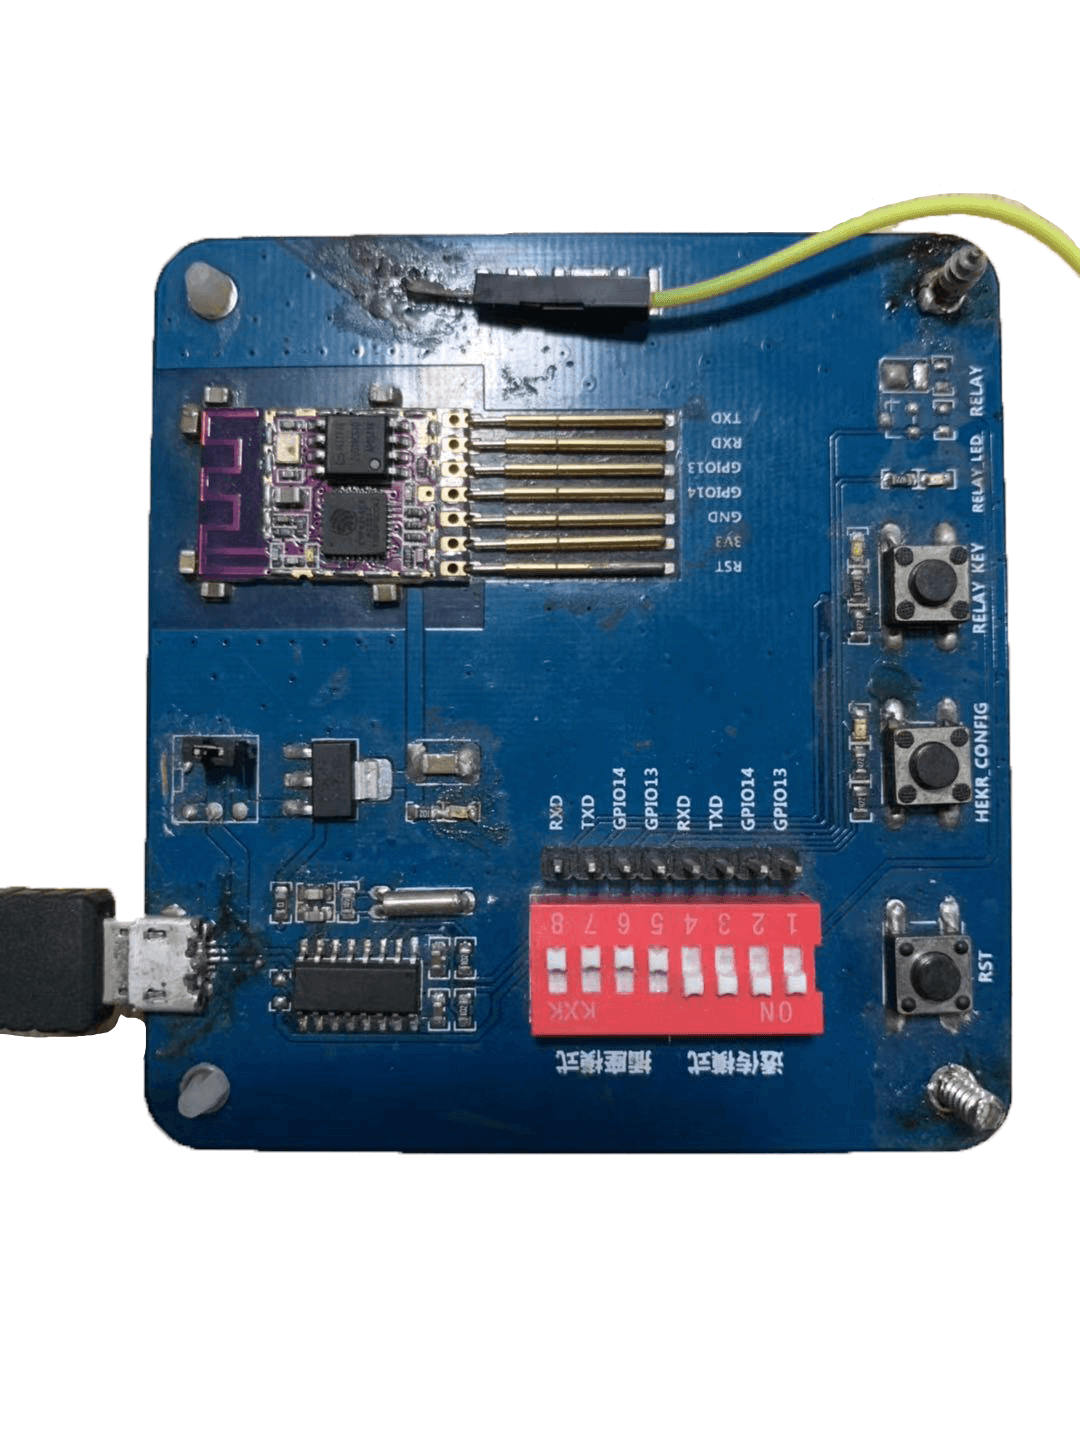 TXD
RXD
GPIO13
GPIO14
GND
3V3
RST
RELAY
RELAY LED
RELAY KEY
HEKR CONFIG
RST
RXD
TXD
GPIO14
GPIO13
RXD
TXD
GPIO14
GPIO13
1 2 3 4 5 6 7 8
ON KXK
透传模式 插座模式